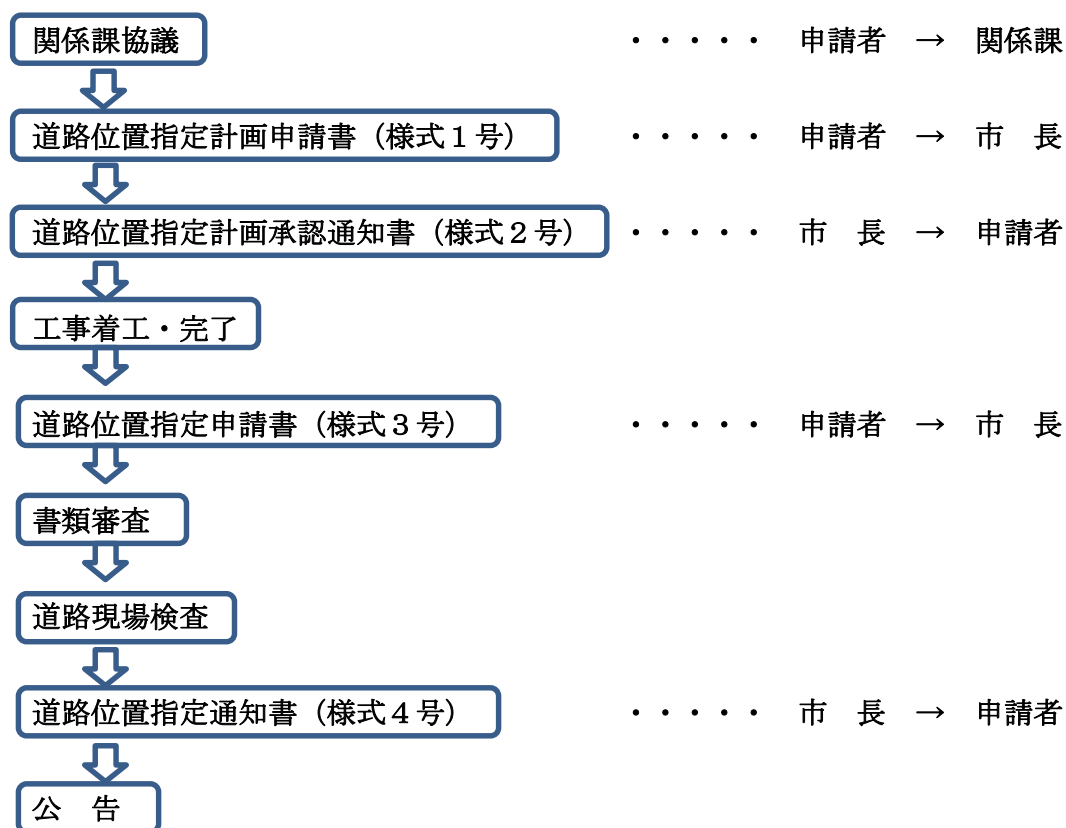 関係課協議 ・・・・・ 申請者 → 関係課
道路位置指定計画申請書（様式１号） ・・・・・ 申請者 → 市　長
道路位置指定計画承認通知書（様式２号） ・・・・・ 市　長 → 申請者
工事着工・完了
道路位置指定申請書（様式３号） ・・・・・ 申請者 → 市　長
書類審査
道路現場検査
道路位置指定通知書（様式４号） ・・・・・ 市　長 → 申請者
公　告